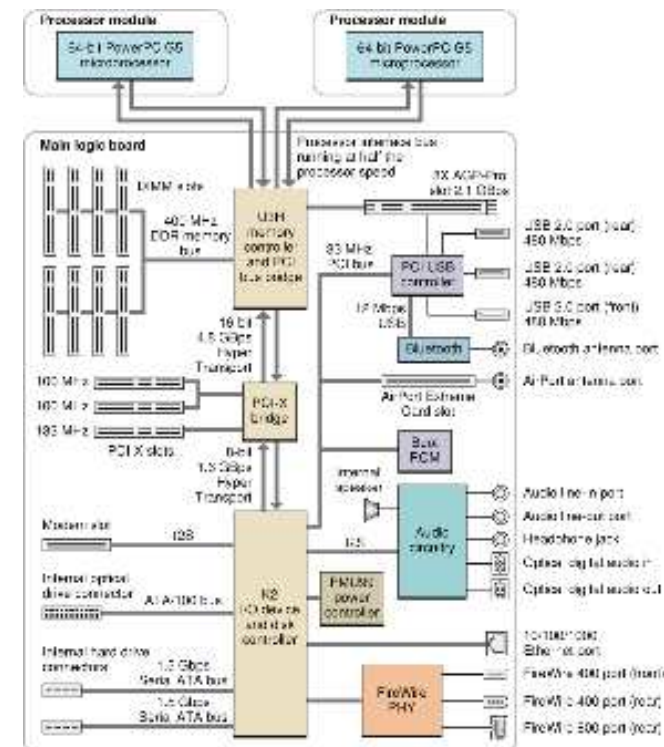 Processor module
64-bit PowerPC G5
microprocessor
Processor module
64-bit PowerPC G5
microprocessor
Main logic board
Processor interface bus
running at half the
processor speed
DIMM slots
400 MHz
DDR memory
bus
U3H
memory
controller
and PCI
bus bridge
8X AGP-Pro
slot 2.1 GBps
USB 2.0 port (rear)
480 Mbps
33 MHz
PCI bus
PCI USB
controller
USB 2.0 port (rear)
480 Mbps
12 Mbps
USB
USB 2.0 port (front)
480 Mbps
Bluetooth
Bluetooth antenna port
16-bit
4.8 GBps
Hyper
Transport
AirPort Extreme
Card slot
AirPort antenna port
100 MHz
100 MHz
133 MHz
PCI-X slots
PCI-X
bridge
Boot
ROM
8-bit
1.6 GBps
Hyper
Transport
Internal
speaker
Audio
circuitry
Audio line-in port
Audio line-out port
Headphone jack
Optical digital audio in
Optical digital audio out
Modem slot
I2S
I2S
Internal optical
drive connector
ATA-100 bus
K2
I/O device
and disk
controller
PMU99
power
controller
10/100/1000
Ethernet port
Internal hard drive
connectors
1.5 Gbps
Serial ATA bus
1.5 Gbps
Serial ATA bus
FireWire
PHY
FireWire 400 port (front)
FireWire 400 port (rear)
FireWire 800 port (rear)